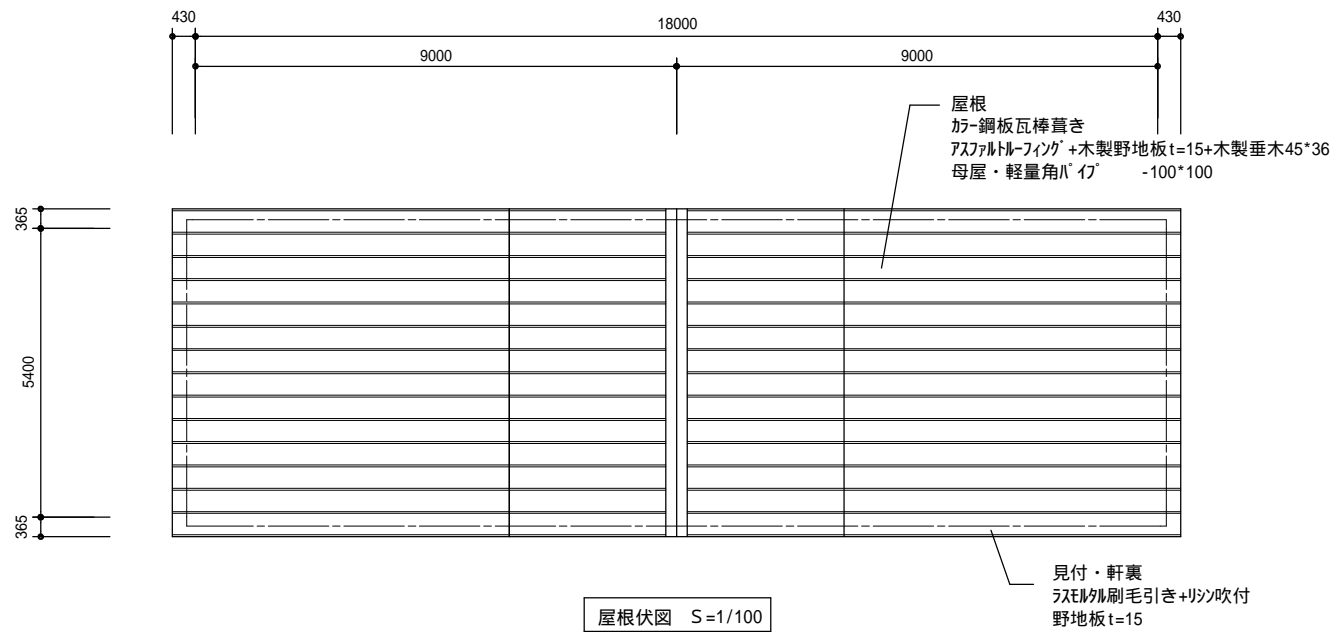 430
18000
430
9000
9000
屋根
ｶﾗｰ鋼板瓦棒葺き
ｱｽﾌｧﾙﾄﾙｰﾌｨﾝｸﾞ+木製野地板t=15+木製垂木45*36
母屋・軽量角ﾊﾟｲﾌﾟ -100*100
365
5400
365
見付・軒裏
ﾗｽﾓﾙﾀﾙ刷毛引き+ﾘｼﾝ吹付
野地板t=15
屋根伏図 S=1/100